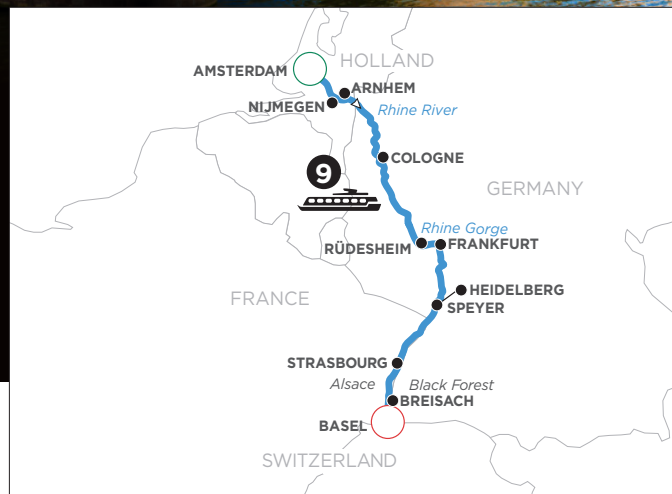 HOLLAND
AMSTERDAM
ARNHEM
NIJMEGEN
Rhine River
COLOGNE
9
GERMANY
Rhine Gorge
RÜDESHEIM
FRANKFURT
HEIDELBERG
FRANCE
SPEYER
STRASBOURG
Alsace
Black Forest
BREISACH
BASEL
SWITZERLAND